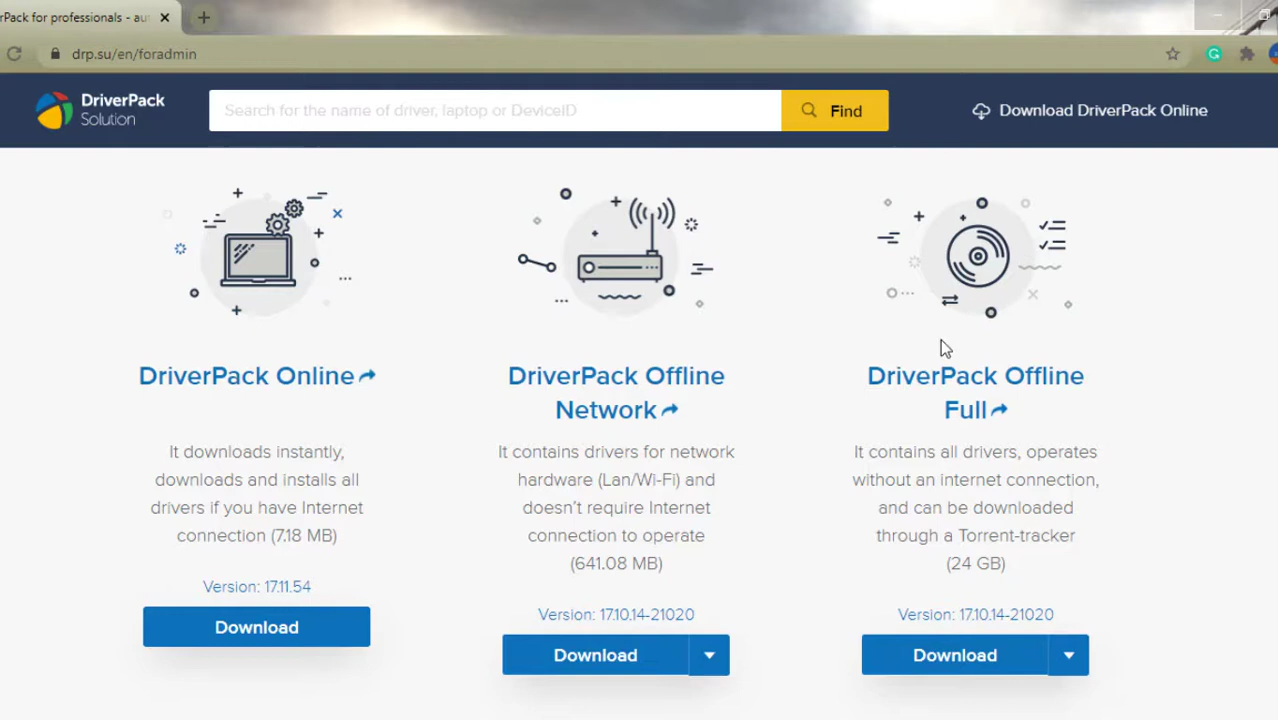 rPack for professionals - au
drp.su/en/foradmin
DriverPack
Solution
Search for the name of driver, laptop or DeviceID
Find
Download DriverPack Online
DriverPack Online
It downloads instantly,
downloads and installs all
drivers if you have Internet
connection (7.18 MB)
Version: 17.11.54
Download
DriverPack Offline
Network
It contains drivers for network
hardware (Lan/Wi-Fi) and
doesn't require Internet
connection to operate
(641.08 MB)
Version: 17.10.14-21020
Download
DriverPack Offline
Full
It contains all drivers, operates
without an internet connection,
and can be downloaded
through a Torrent-tracker
(24 GB)
Version: 17.10.14-21020
Download